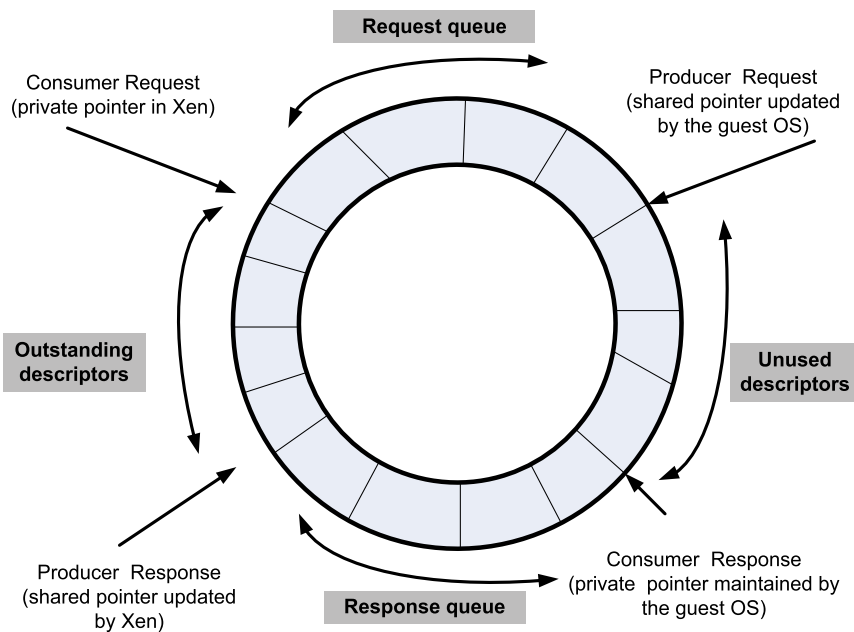 Request queue
Consumer Request
(private pointer in Xen)
Producer Request
(shared pointer updated
by the guest OS)
Outstanding
descriptors
Unused
descriptors
Producer Response
(shared pointer updated
by Xen)
Response queue
Consumer Response
(private pointer maintained by
the guest OS)